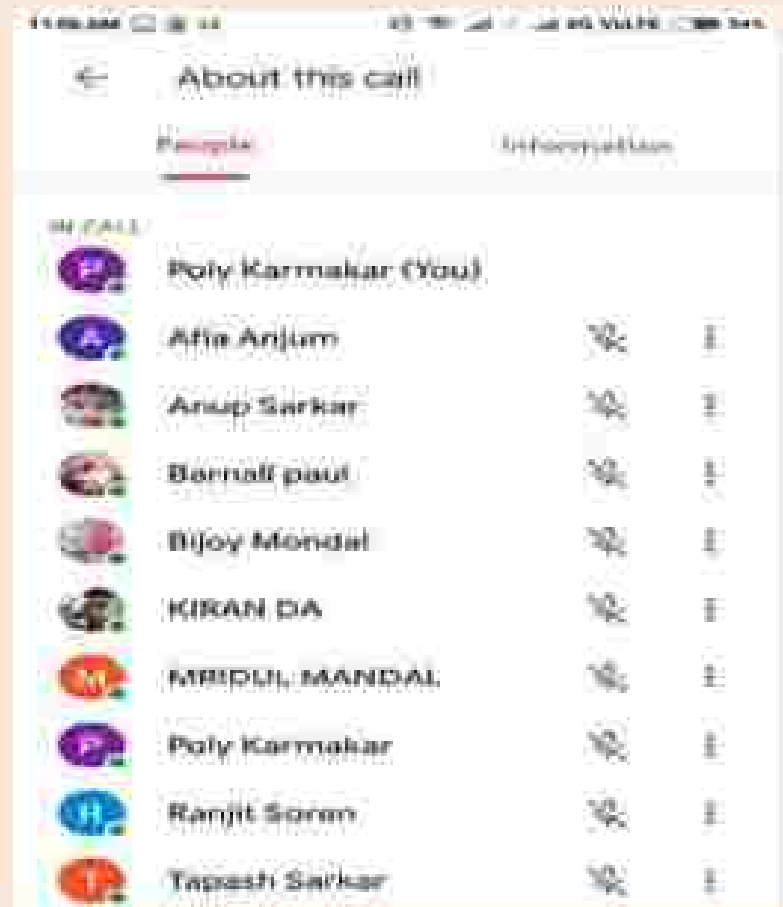 About this call
People Information
IN CALL
P Poly Karmakar (You)
A Afia Anjum
Anup Sarkar
Barnali paul
Bijoy Mondal
KIRAN DA
M MRIDUL MANDAL
P Poly Karmakar
Ranjit Soren
T Tapash Sarkar